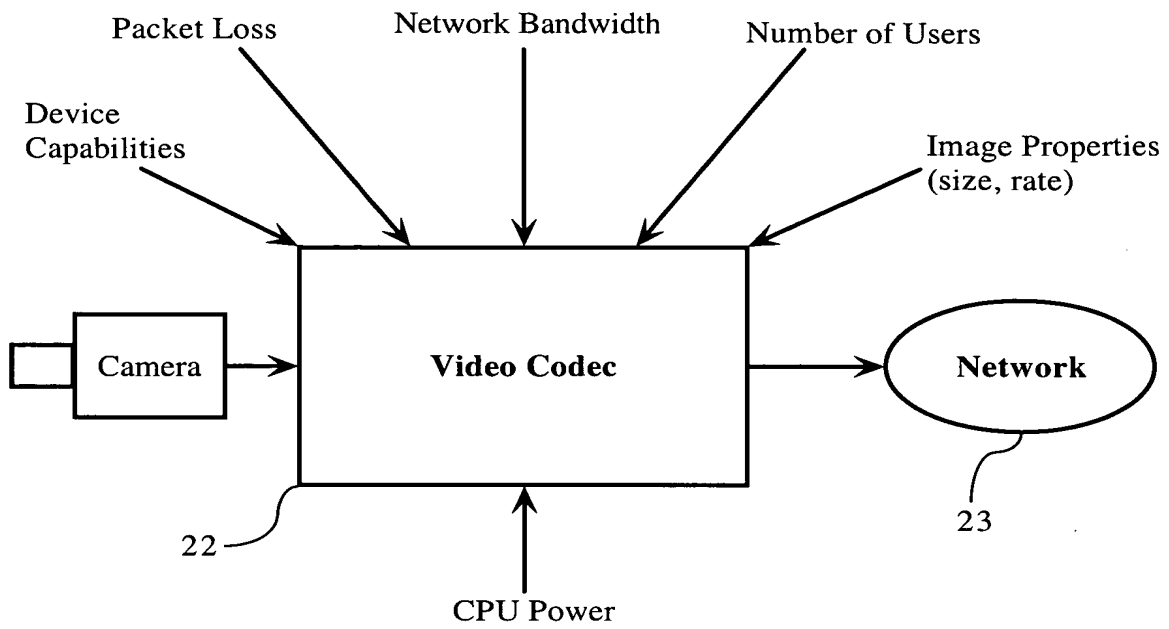 Packet Loss
Network Bandwidth
Number of Users
Device
Capabilities
Image Properties
(size, rate)
Camera
Video Codec
Network
22
23
CPU Power